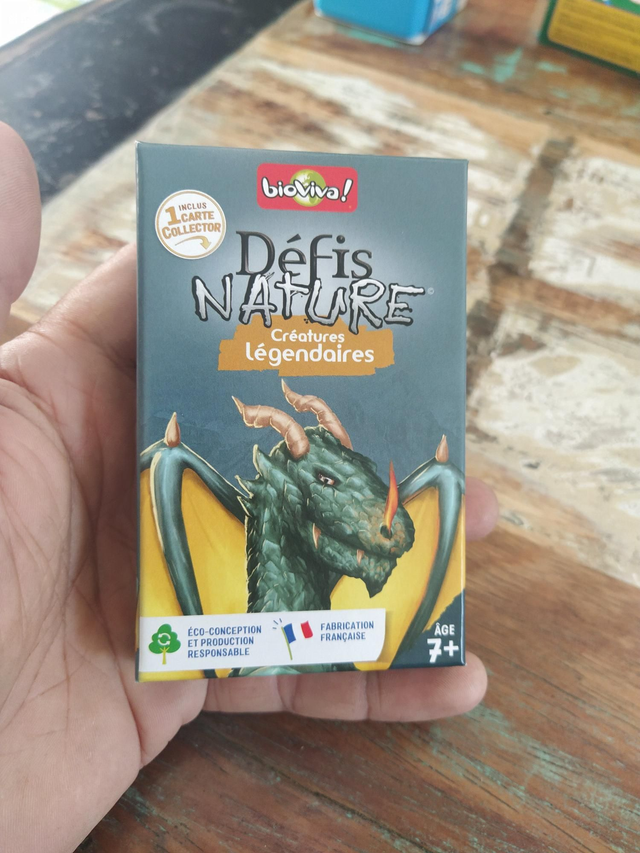 bioviva!
INCLUS
1 CARTE
COLLECTOR
Défis
NATURE©
Créatures
légendaires
ÉCO-CONCEPTION
ET PRODUCTION
RESPONSABLE
FABRICATION
FRANÇAISE
ÂGE
7+